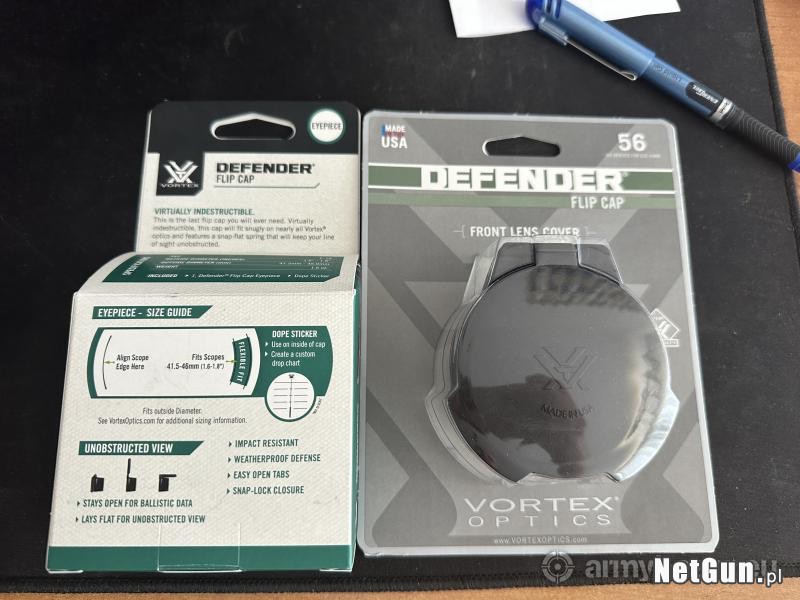 EYEPIECE
VORTEX
DEFENDER®
FLIP CAP
VIRTUALLY INDESTRUCTIBLE.
This is the last flip cap you will ever need. Virtually
indestructible, this cap will fit snugly on nearly all Vortex®
optics and features a snap-flat spring that will keep your line
of sight unobstructed.
WEIGHT
INCLUDED ▸ 1, Defender™ Flip Cap Eyepiece ▸ Dope Sticker
EYEPIECE - SIZE GUIDE
Align Scope
Edge Here
Fits Scopes
41.5-46mm (1.6-1.8")
FLEXIBLE FIT
DOPE STICKER
▸ Use on inside of cap
▸ Create a custom
drop chart
Fits outside Diameter.
See VortexOptics.com for additional sizing information.
UNOBSTRUCTED VIEW
▸ STAYS OPEN FOR BALLISTIC DATA
▸ LAYS FLAT FOR UNOBSTRUCTED VIEW
▸ IMPACT RESISTANT
▸ WEATHERPROOF DEFENSE
▸ EASY OPEN TABS
▸ SNAP-LOCK CLOSURE
MADE
USA
56
DEFENDER®
FLIP CAP
[ FRONT LENS COVER ]
MADE IN USA
VORTEX®
OPTICS
WWW.VORTEXOPTICS.com
army
NetGun.pl